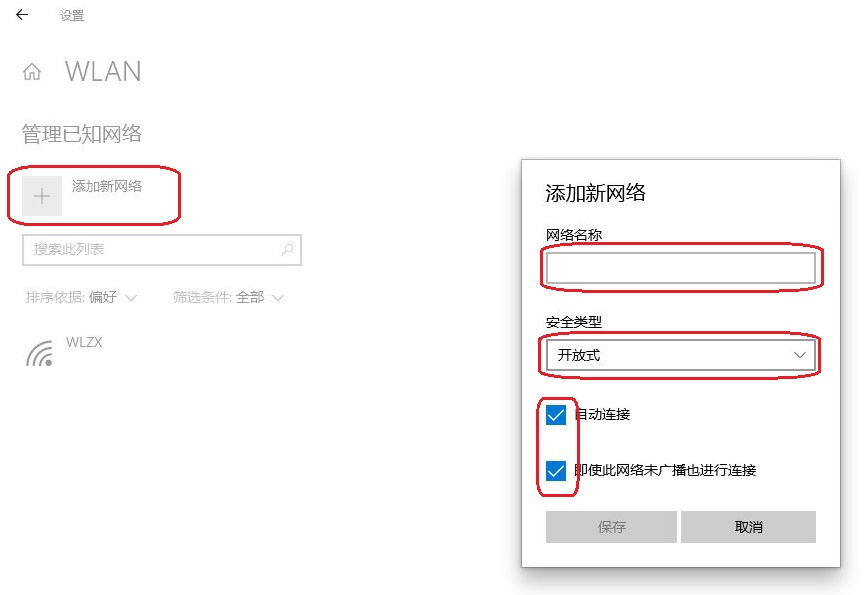 设置
WLAN
管理已知网络
添加新网络
搜索此列表
排序依据: 偏好 筛选条件: 全部
WLZX
添加新网络
网络名称
安全类型
开放式
自动连接
即使此网络未广播也进行连接
保存 取消